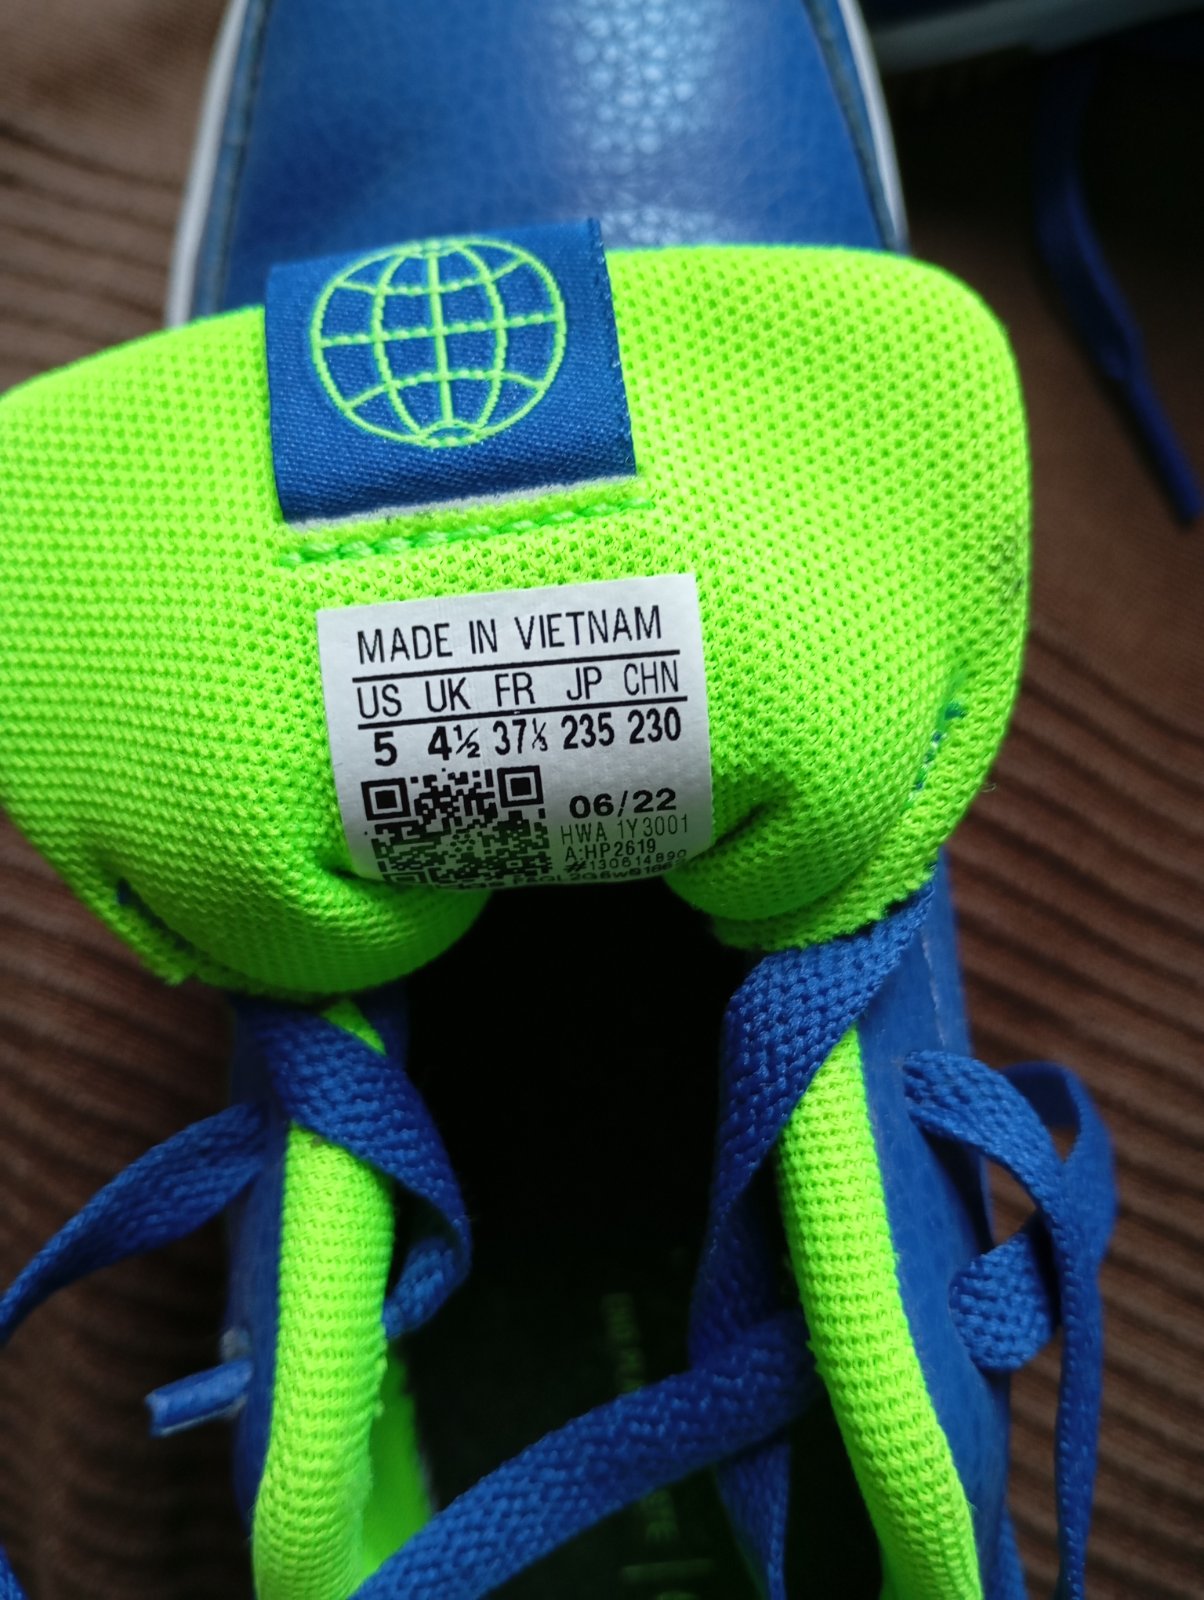 MADE IN VIETNAM
US UK FR JP CHN
5 4½ 37⅓ 235 230
06/22
HWA 1Y3001
A:HP2619
#130614890